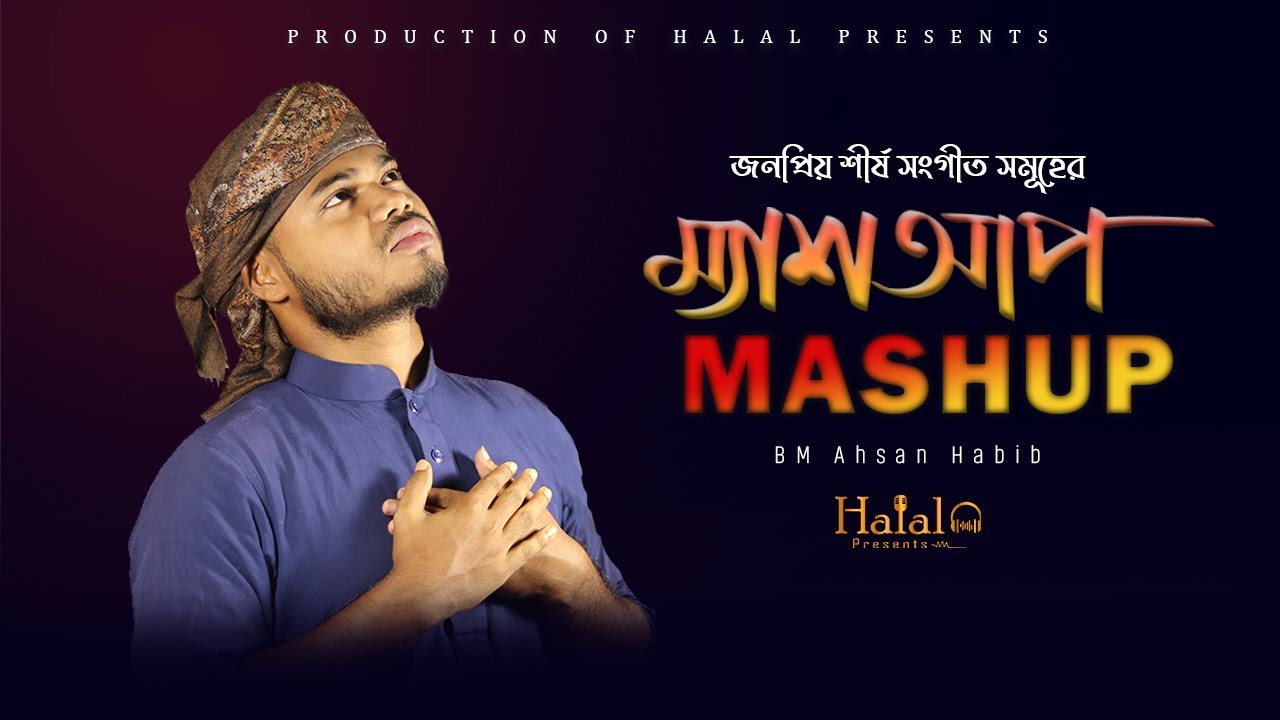 PRODUCTION OF HALAL PRESENTS
জনপ্রিয় শীর্ষ সংগীত সমূহের
ম্যাশআপ
MASHUP
BM Ahsan Habib
Halal
Presents